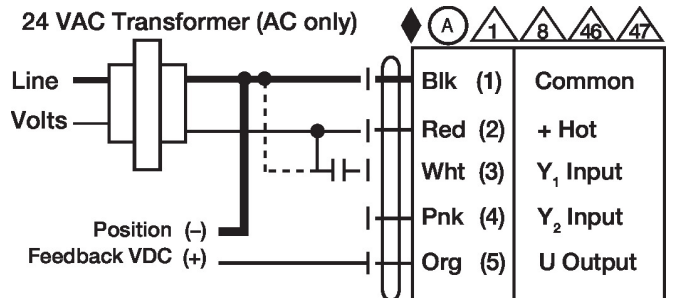 24 VAC Transformer (AC only)
A 1 8 46 47
Line
Volts
Blk (1) Common
Red (2) + Hot
Wht (3) Y1 Input
Pnk (4) Y2 Input
Position (–)
Feedback VDC (+)
Org (5) U Output